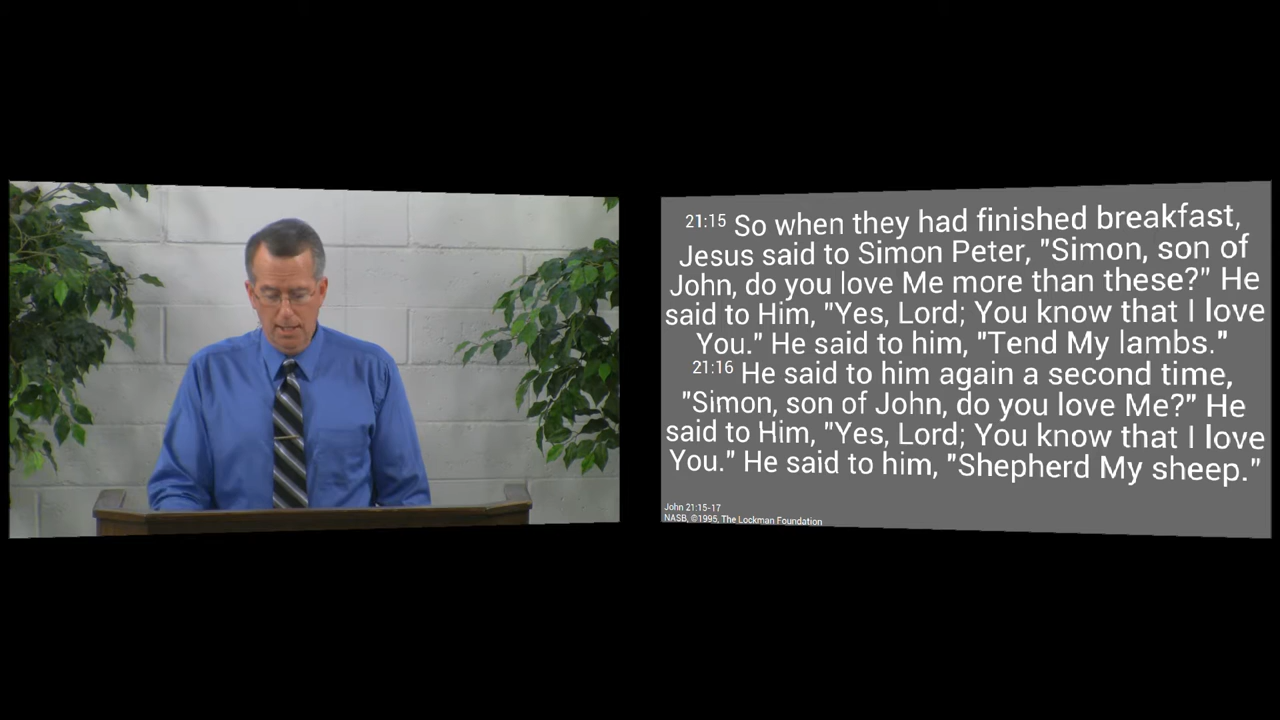 21:15 So when they had finished breakfast,
Jesus said to Simon Peter, "Simon, son of
John, do you love Me more than these?" He
said to Him, "Yes, Lord; You know that I love
You." He said to him, "Tend My lambs."
21:16 He said to him again a second time,
"Simon, son of John, do you love Me?" He
said to Him, "Yes, Lord; You know that I love
You." He said to him, "Shepherd My sheep."
John 21:15-17
NASB, ©1995, The Lockman Foundation